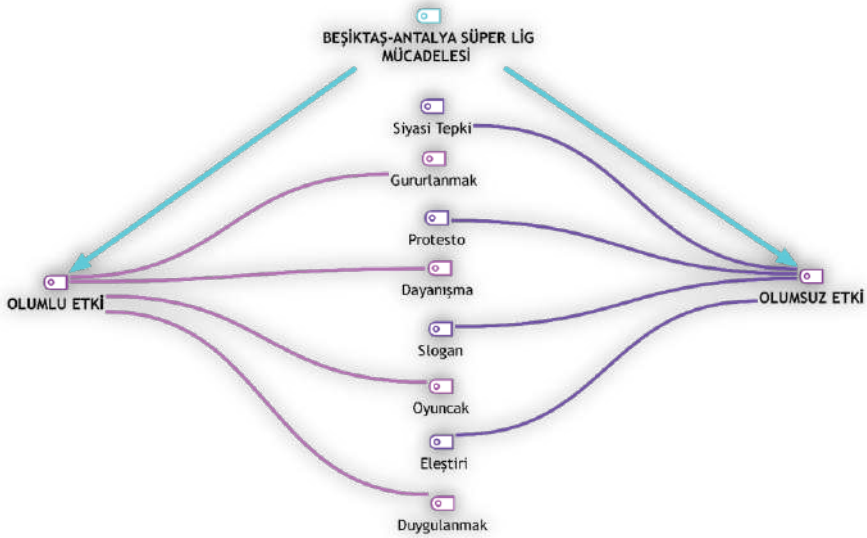 BEŞİKTAŞ-ANTALYA SÜPER LİG
MÜCADELESİ
Siyasi Tepki
Gururlanmak
Protesto
Dayanışma
OLUMLU ETKİ
OLUMSUZ ETKİ
Slogan
Oyuncak
Eleştiri
Duygulanmak